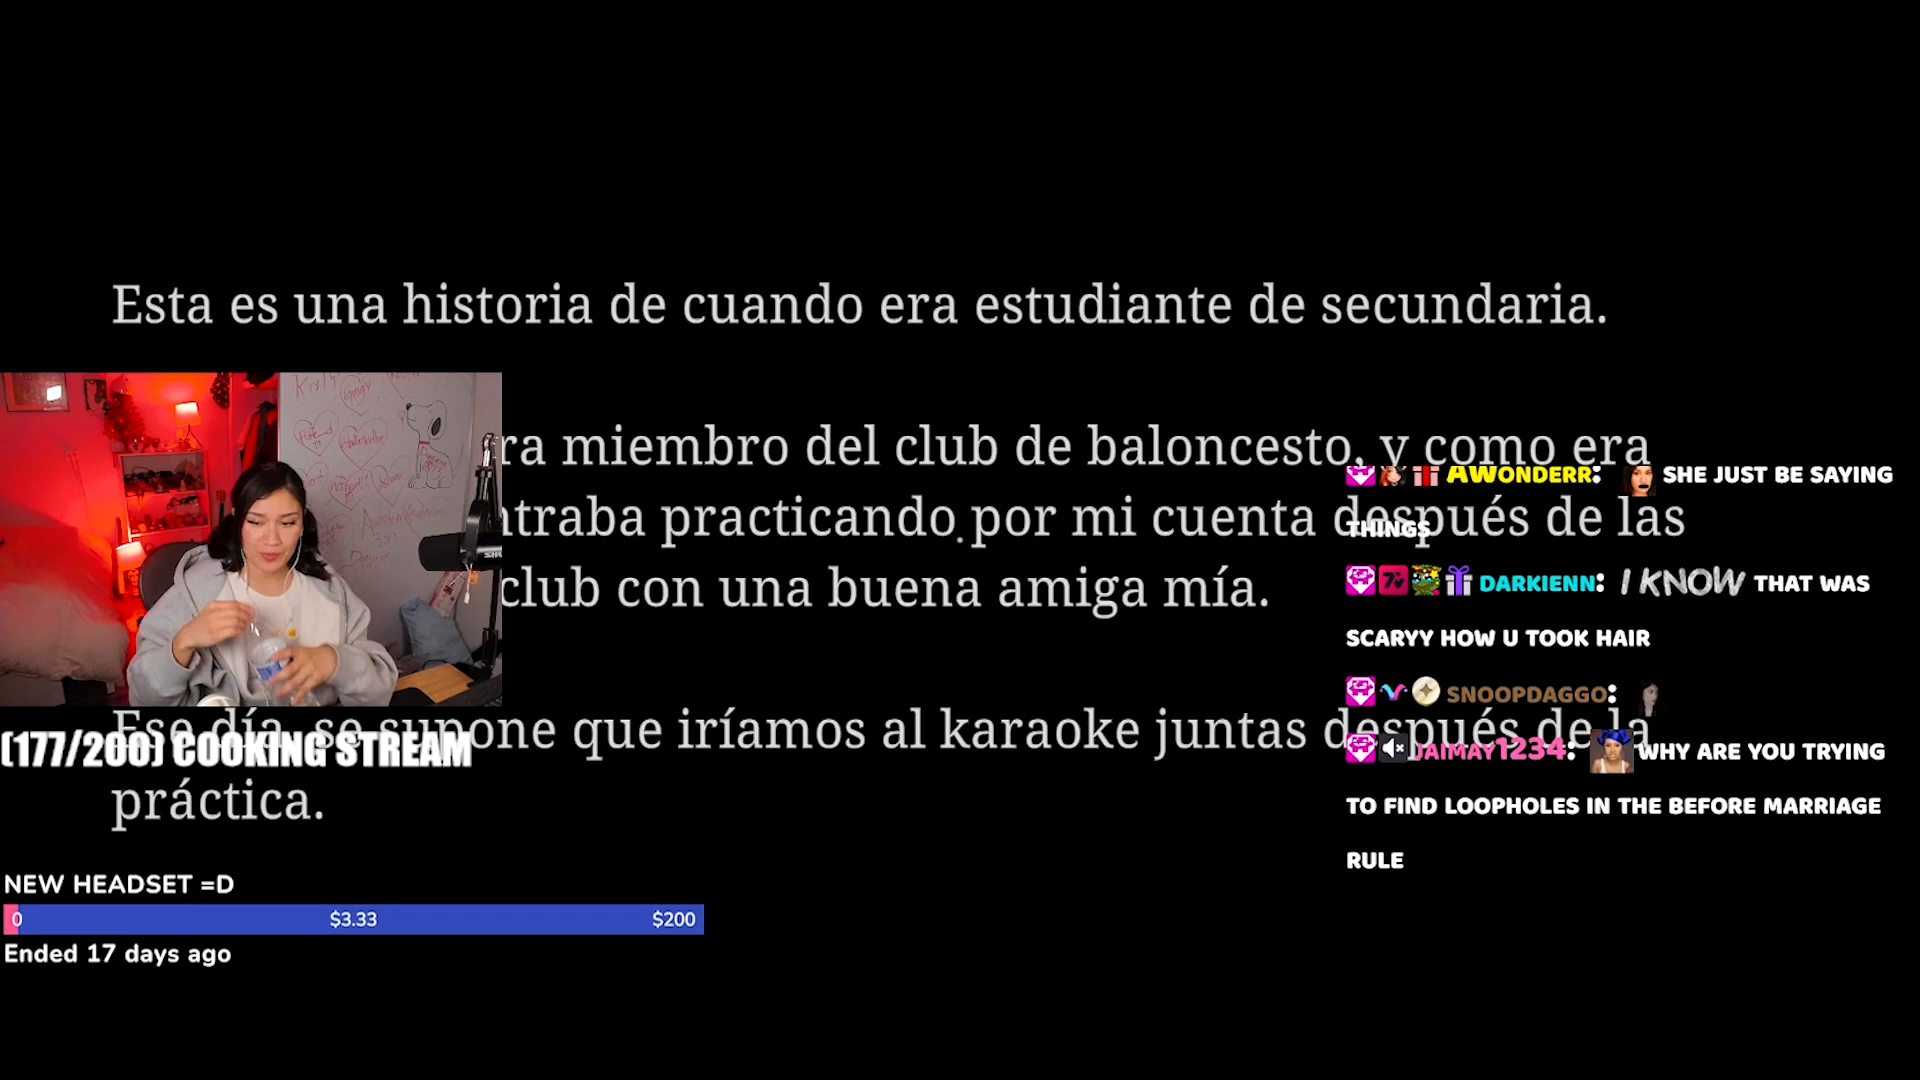 Esta es una historia de cuando era estudiante de secundaria.
ra miembro del club de baloncesto, y como era
ntraba practicando por mi cuenta después de las
club con una buena amiga mía.
Ese día, se supone que iríamos al karaoke juntas después de la
práctica.
(177/200) COOKING STREAM
NEW HEADSET =D
0 $3.33 $200
Ended 17 days ago
AWONDERR: SHE JUST BE SAYING
THINGS
DARKIENN: I KNOW THAT WAS
SCARYY HOW U TOOK HAIR
SNOOPDAGGO:
JAIMAY1234: WHY ARE YOU TRYING
TO FIND LOOPHOLES IN THE BEFORE MARRIAGE
RULE